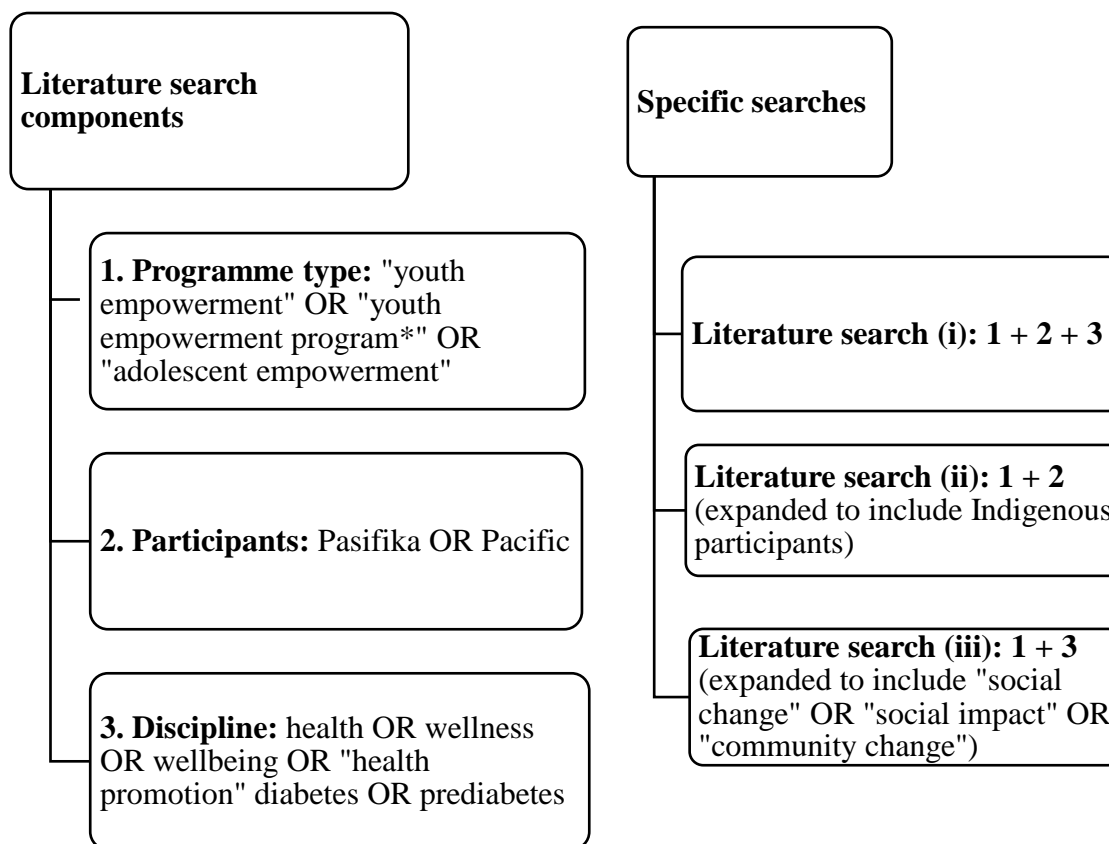 Literature search
components
1. Programme type: "youth
empowerment" OR "youth
empowerment program*" OR
"adolescent empowerment"
2. Participants: Pasifika OR Pacific
3. Discipline: health OR wellness
OR wellbeing OR "health
promotion" diabetes OR prediabetes
Specific searches
Literature search (i): 1 + 2 + 3
Literature search (ii): 1 + 2
(expanded to include Indigenous
participants)
Literature search (iii): 1 + 3
(expanded to include "social
change" OR "social impact" OR
"community change")